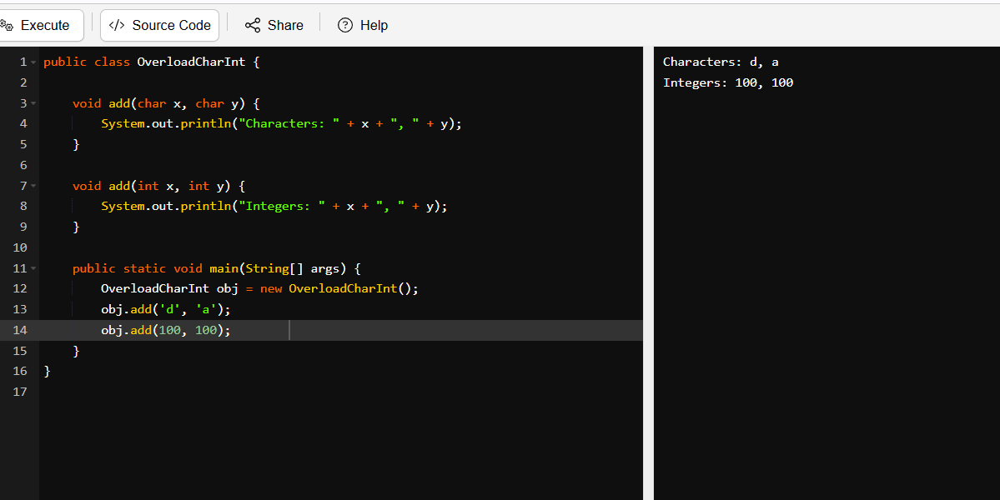 Execute </> Source Code Share ? Help
1 public class OverloadCharInt {
2
3     void add(char x, char y) {
4         System.out.println("Characters: " + x + ", " + y);
5     }
6
7     void add(int x, int y) {
8         System.out.println("Integers: " + x + ", " + y);
9     }
10
11     public static void main(String[] args) {
12         OverloadCharInt obj = new OverloadCharInt();
13         obj.add('d', 'a');
14         obj.add(100, 100);
15     }
16 }
17
Characters: d, a
Integers: 100, 100